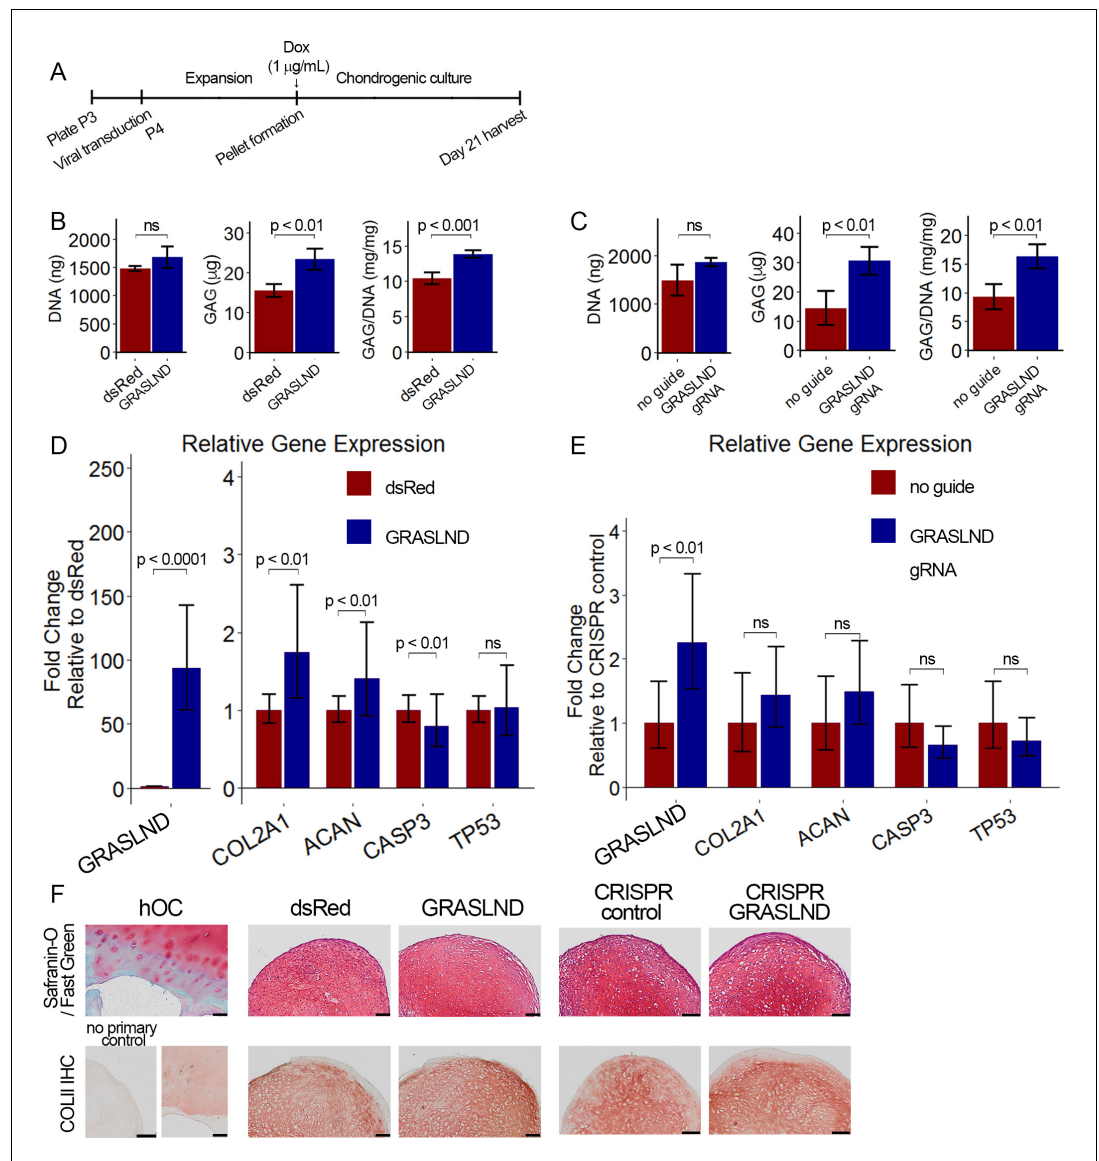 A
Dox
(1 μg/mL)
↓
Expansion
Chondrogenic culture
Plate P3
Viral transduction
P4
Pellet formation
Day 21 harvest
B
DNA (ng)
2000
1500
1000
500
0
ns
dsRed
GRASLND
GAG (μg)
30
20
10
0
p < 0.01
dsRed
GRASLND
GAG/DNA (mg/mg)
15
10
5
0
p < 0.001
dsRed
GRASLND
C
DNA (ng)
2000
1000
0
ns
no guide
GRASLND
gRNA
GAG (μg)
40
30
20
10
0
p < 0.01
no guide
GRASLND
gRNA
GAG/DNA (mg/mg)
20
15
10
5
0
p < 0.01
no guide
GRASLND
gRNA
D
Relative Gene Expression
Fold Change
Relative to dsRed
250
200
150
100
50
0
p < 0.0001
GRASLND
4
3
2
1
0
dsRed
GRASLND
p < 0.01
p < 0.01
p < 0.01
ns
COL2A1
ACAN
CASP3
TP53
E
Relative Gene Expression
Fold Change
Relative to CRISPR control
4
3
2
1
0
no guide
GRASLND
gRNA
p < 0.01
ns
ns
ns
ns
GRASLND
COL2A1
ACAN
CASP3
TP53
F
hOC
dsRed
GRASLND
CRISPR
control
CRISPR
GRASLND
Safranin-O
/ Fast Green
no primary
control
COLII IHC